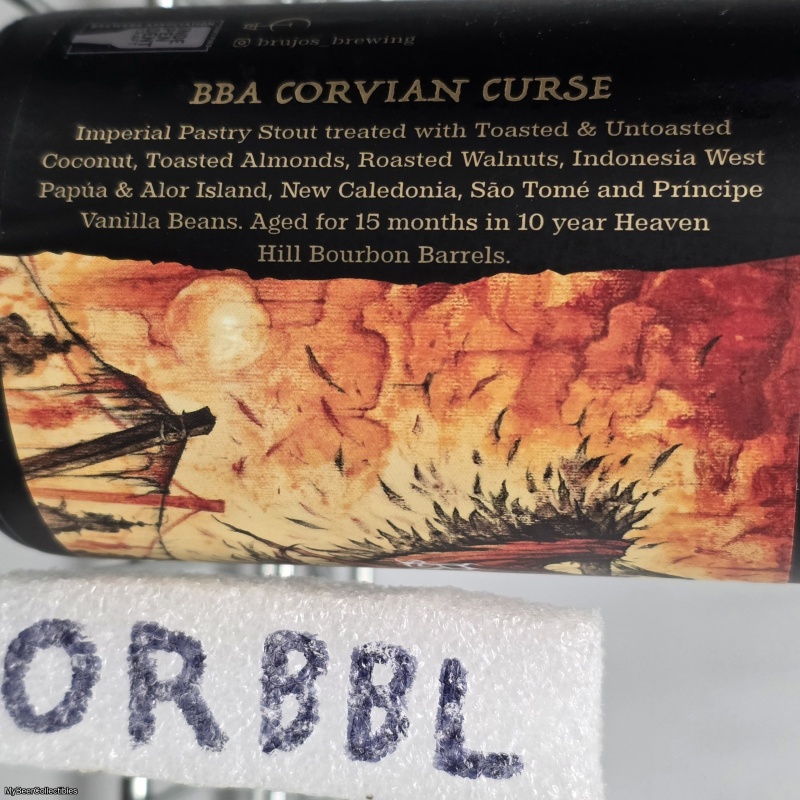 @brujos_brewing
BBA CORVIAN CURSE
Imperial Pastry Stout treated with Toasted & Untoasted
Coconut, Toasted Almonds, Roasted Walnuts, Indonesia West
Papúa & Alor Island, New Caledonia, São Tomé and Príncipe
Vanilla Beans. Aged for 15 months in 10 year Heaven
Hill Bourbon Barrels.
ORBBL
MyBeerCollectibles